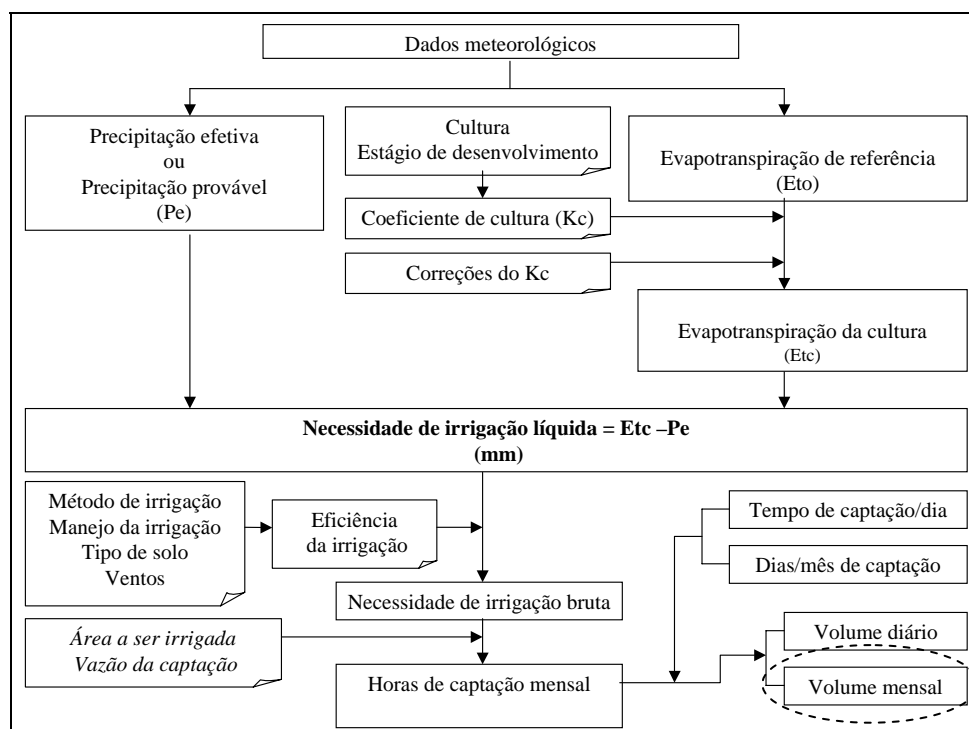 Dados meteorológicos
Precipitação efetiva
ou
Precipitação provável
(Pe)
Cultura
Estágio de desenvolvimento
Evapotranspiração de referência
(Eto)
Coeficiente de cultura (Kc)
Correções do Kc
Evapotranspiração da cultura
(Etc)
Necessidade de irrigação líquida = Etc –Pe
(mm)
Método de irrigação
Manejo da irrigação
Tipo de solo
Ventos
Eficiência
da irrigação
Tempo de captação/dia
Dias/mês de captação
Necessidade de irrigação bruta
Área a ser irrigada
Vazão da captação
Horas de captação mensal
Volume diário
Volume mensal